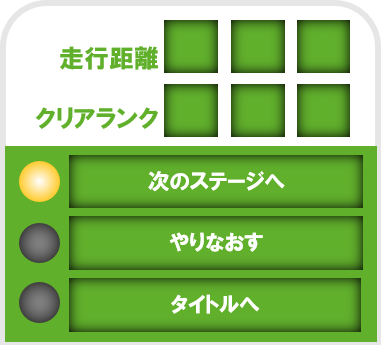 走行距離
クリアランク
次のステージへ
やりなおす
タイトルへ